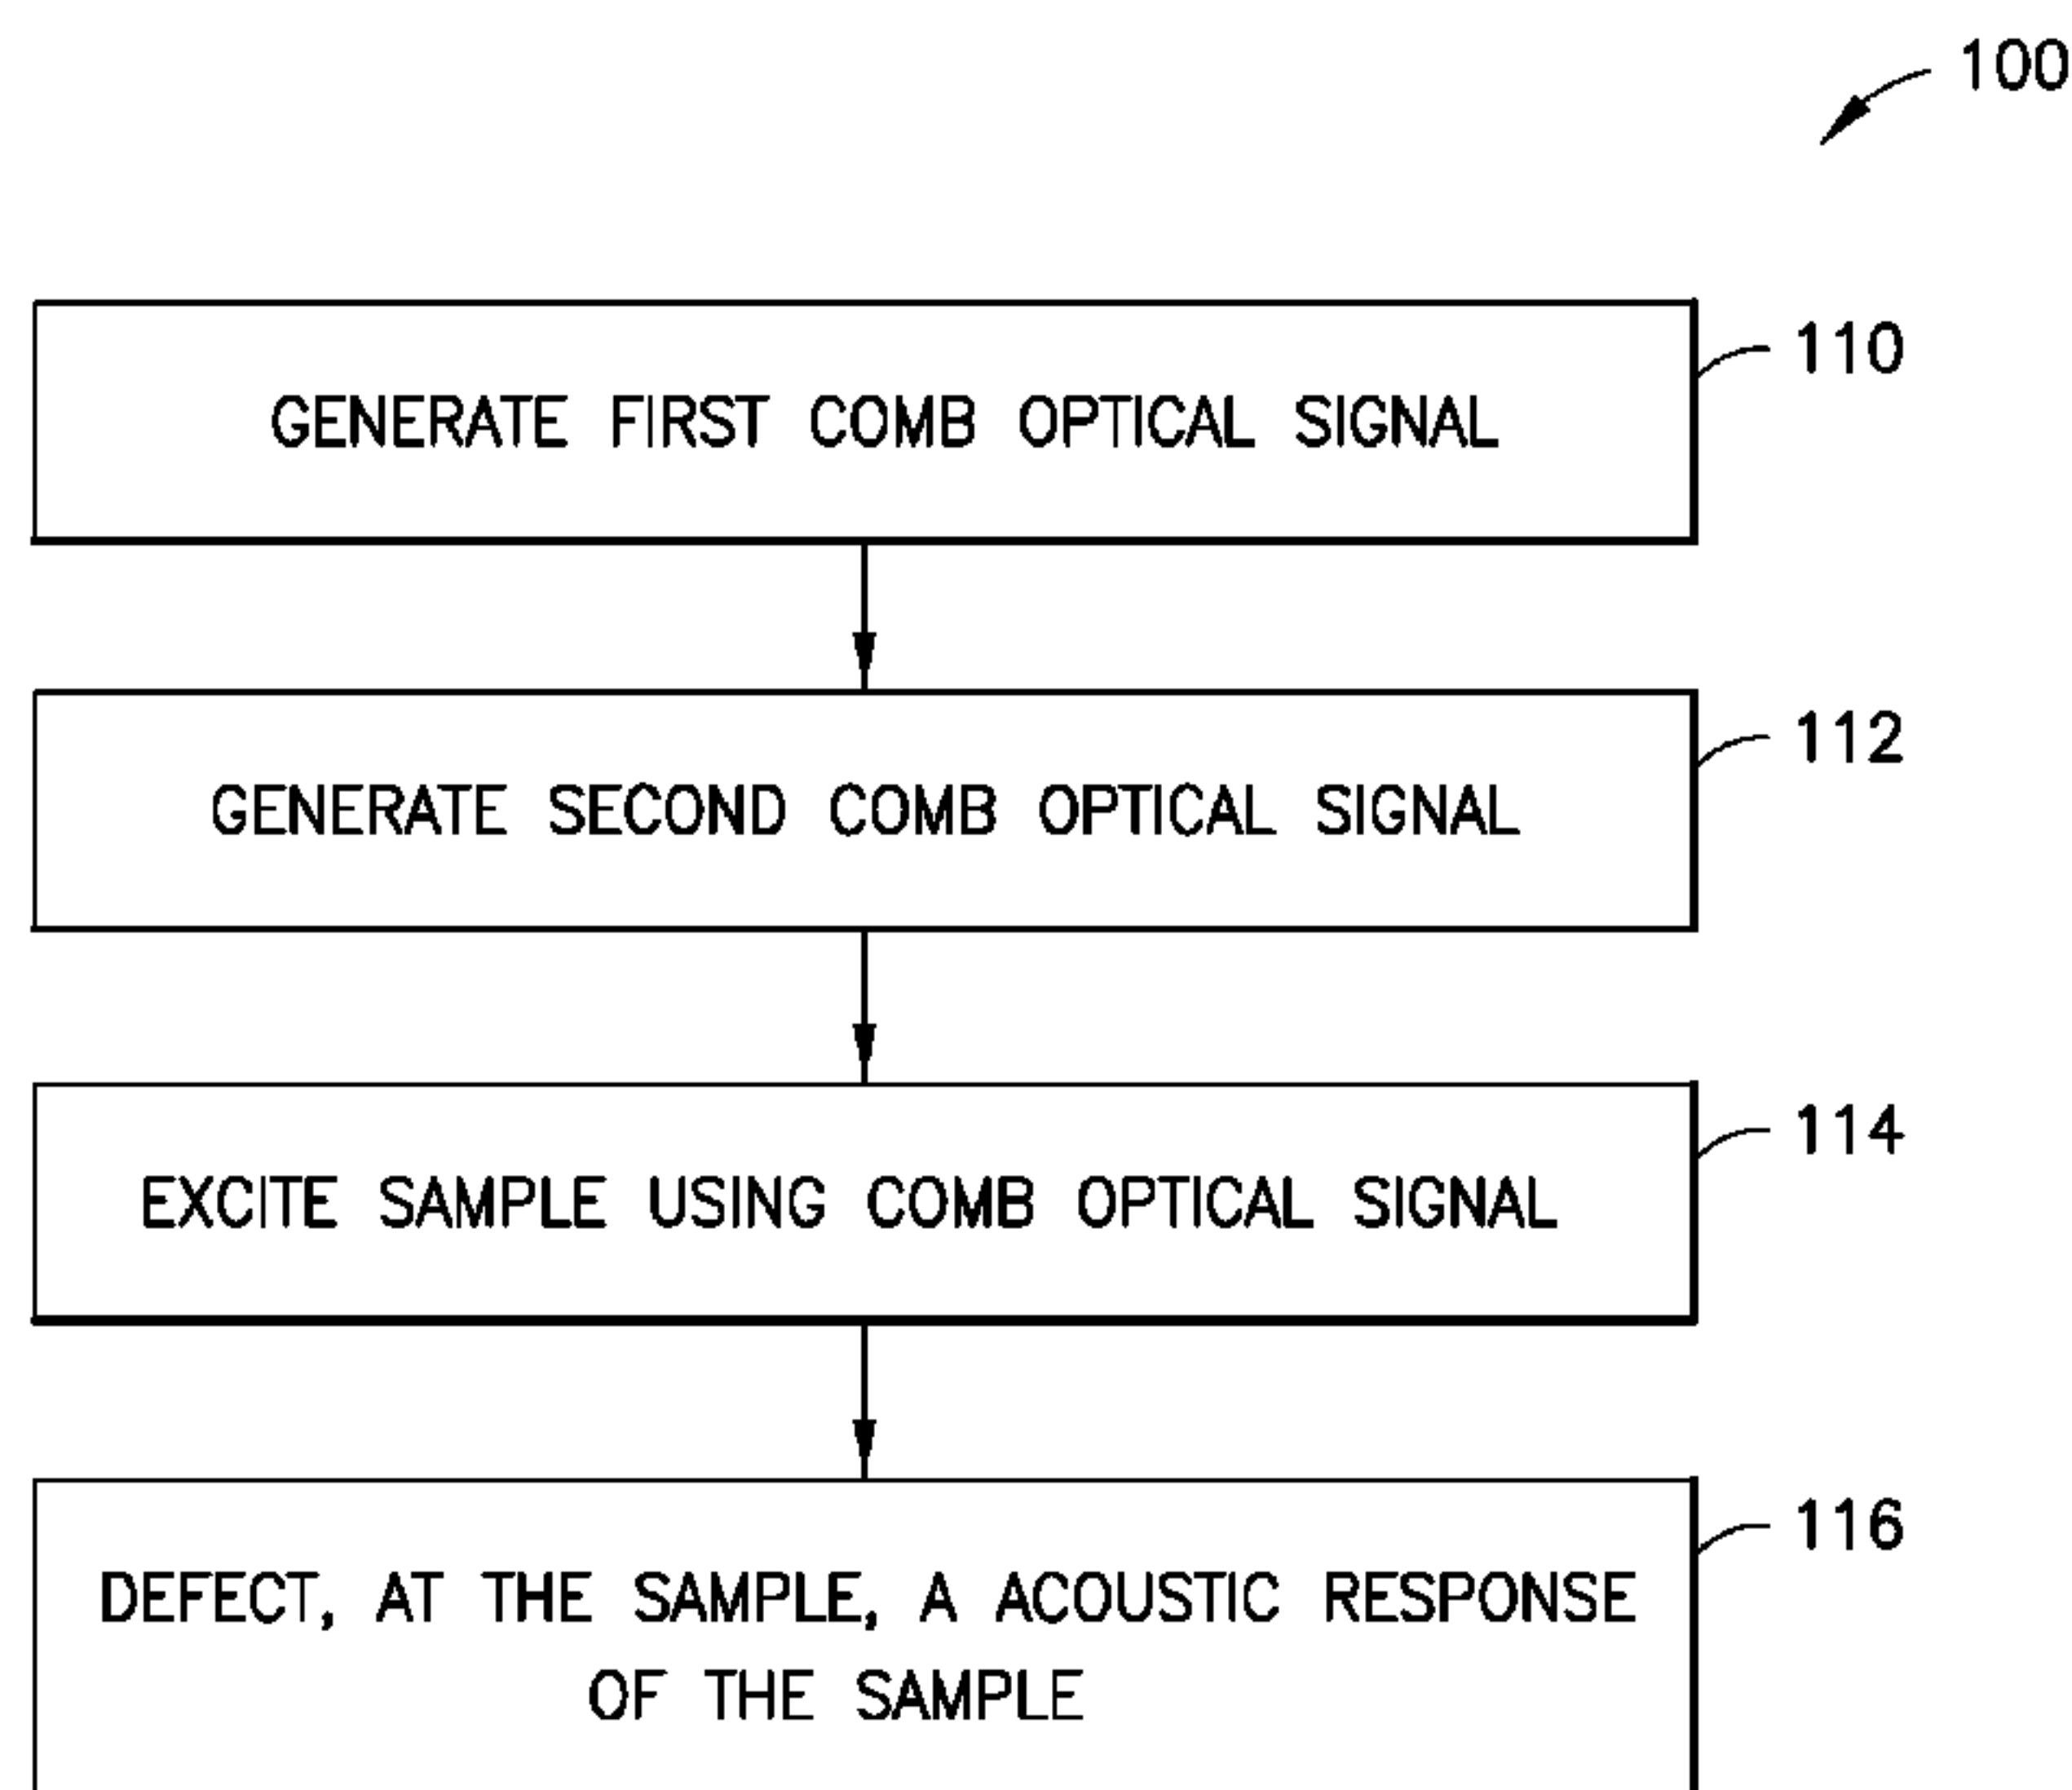 100
GENERATE FIRST COMB OPTICAL SIGNAL
110
GENERATE SECOND COMB OPTICAL SIGNAL
112
EXCITE SAMPLE USING COMB OPTICAL SIGNAL
114
DEFECT, AT THE SAMPLE, A ACOUSTIC RESPONSE
OF THE SAMPLE
116